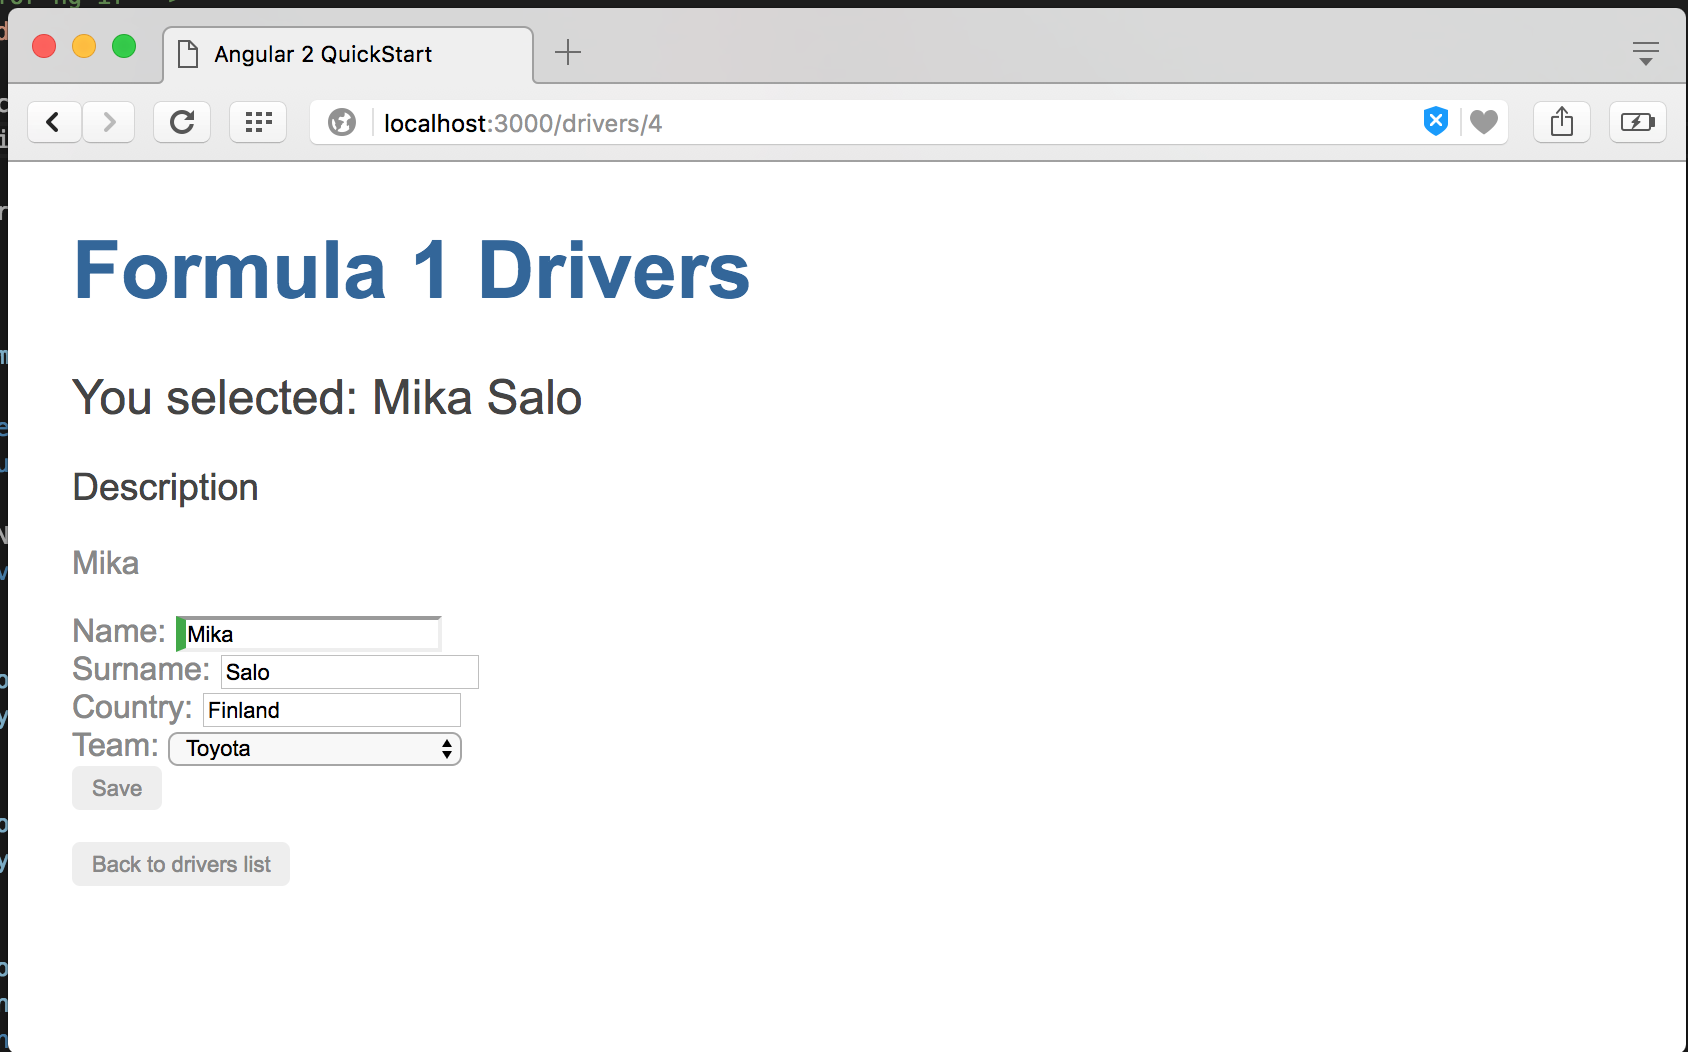 Angular 2 QuickStart
localhost:3000/drivers/4
Formula 1 Drivers
You selected: Mika Salo
Description
Mika
Name: Mika
Surname: Salo
Country: Finland
Team: Toyota
Save
Back to drivers list